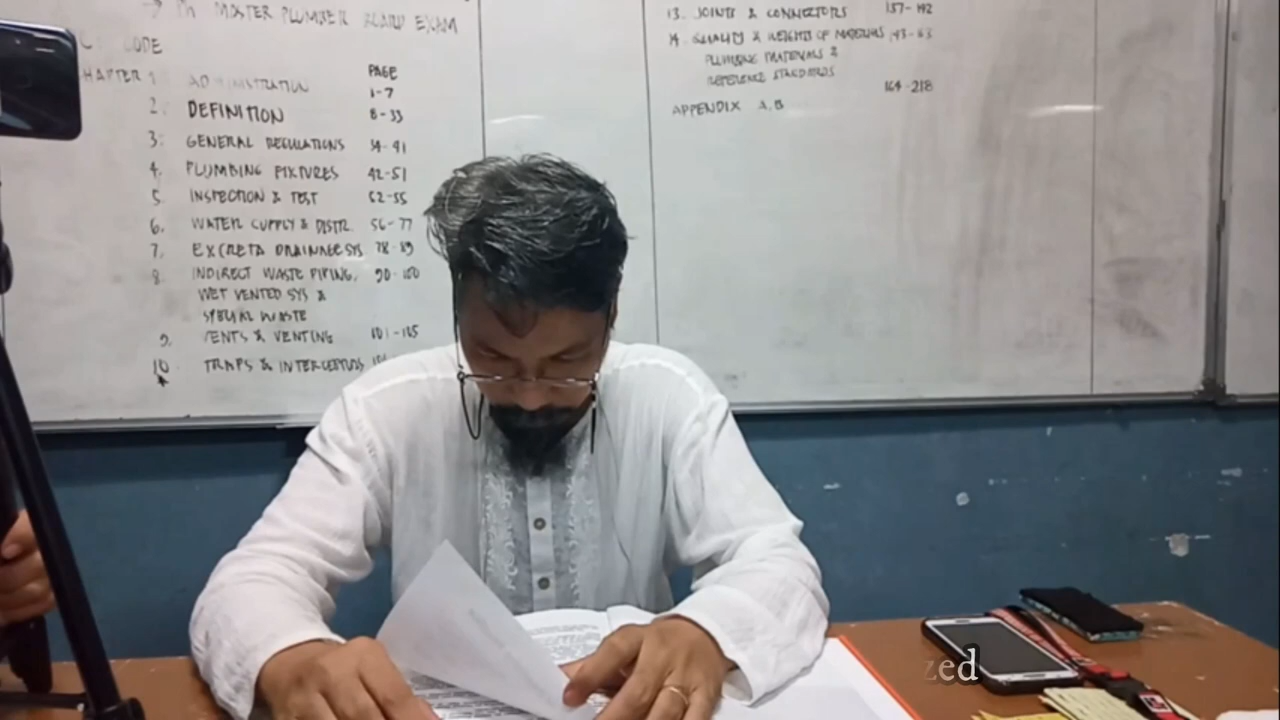 → Ph MASTER PLUMBER BOARD EXAM
CODE
CHAPTER 1 ADMINISTRATION PAGE 1-7
2. DEFINITION 8-33
3. GENERAL REGULATIONS 34-41
4. PLUMBING FIXTURES 42-51
5. INSPECTION & TEST 52-55
6. WATER SUPPLY & DISTR. 56-77
7. EXCRETA DRAINAGE SYS. 78-89
8. INDIRECT WASTE PIPING, 90-100
WET VENTED SYS &
SPECIAL WASTE
9. VENTS & VENTING 101-
10. TRAPS & INTERCEPTORS
13. JOINTS & CONNECTORS 137-142
14. QUALITY & WEIGHTS OF MATERIALS 143-63
PLUMBING MATERIALS &
REFERENCE STANDARDS
164-218
APPENDIX A, B
zed